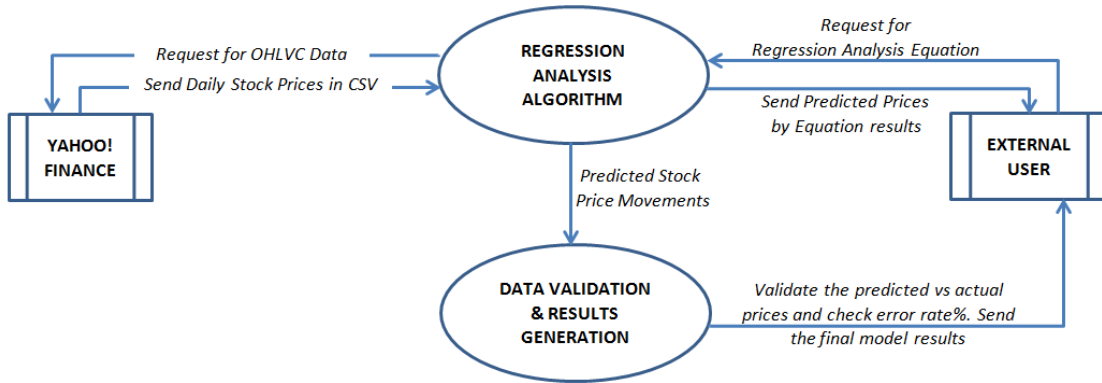 Request for OHLVC Data
Send Daily Stock Prices in CSV
YAHOO!
FINANCE
REGRESSION
ANALYSIS
ALGORITHM
Request for
Regression Analysis Equation
Send Predicted Prices
by Equation results
EXTERNAL
USER
Predicted Stock
Price Movements
DATA VALIDATION
& RESULTS
GENERATION
Validate the predicted vs actual
prices and check error rate%. Send
the final model results